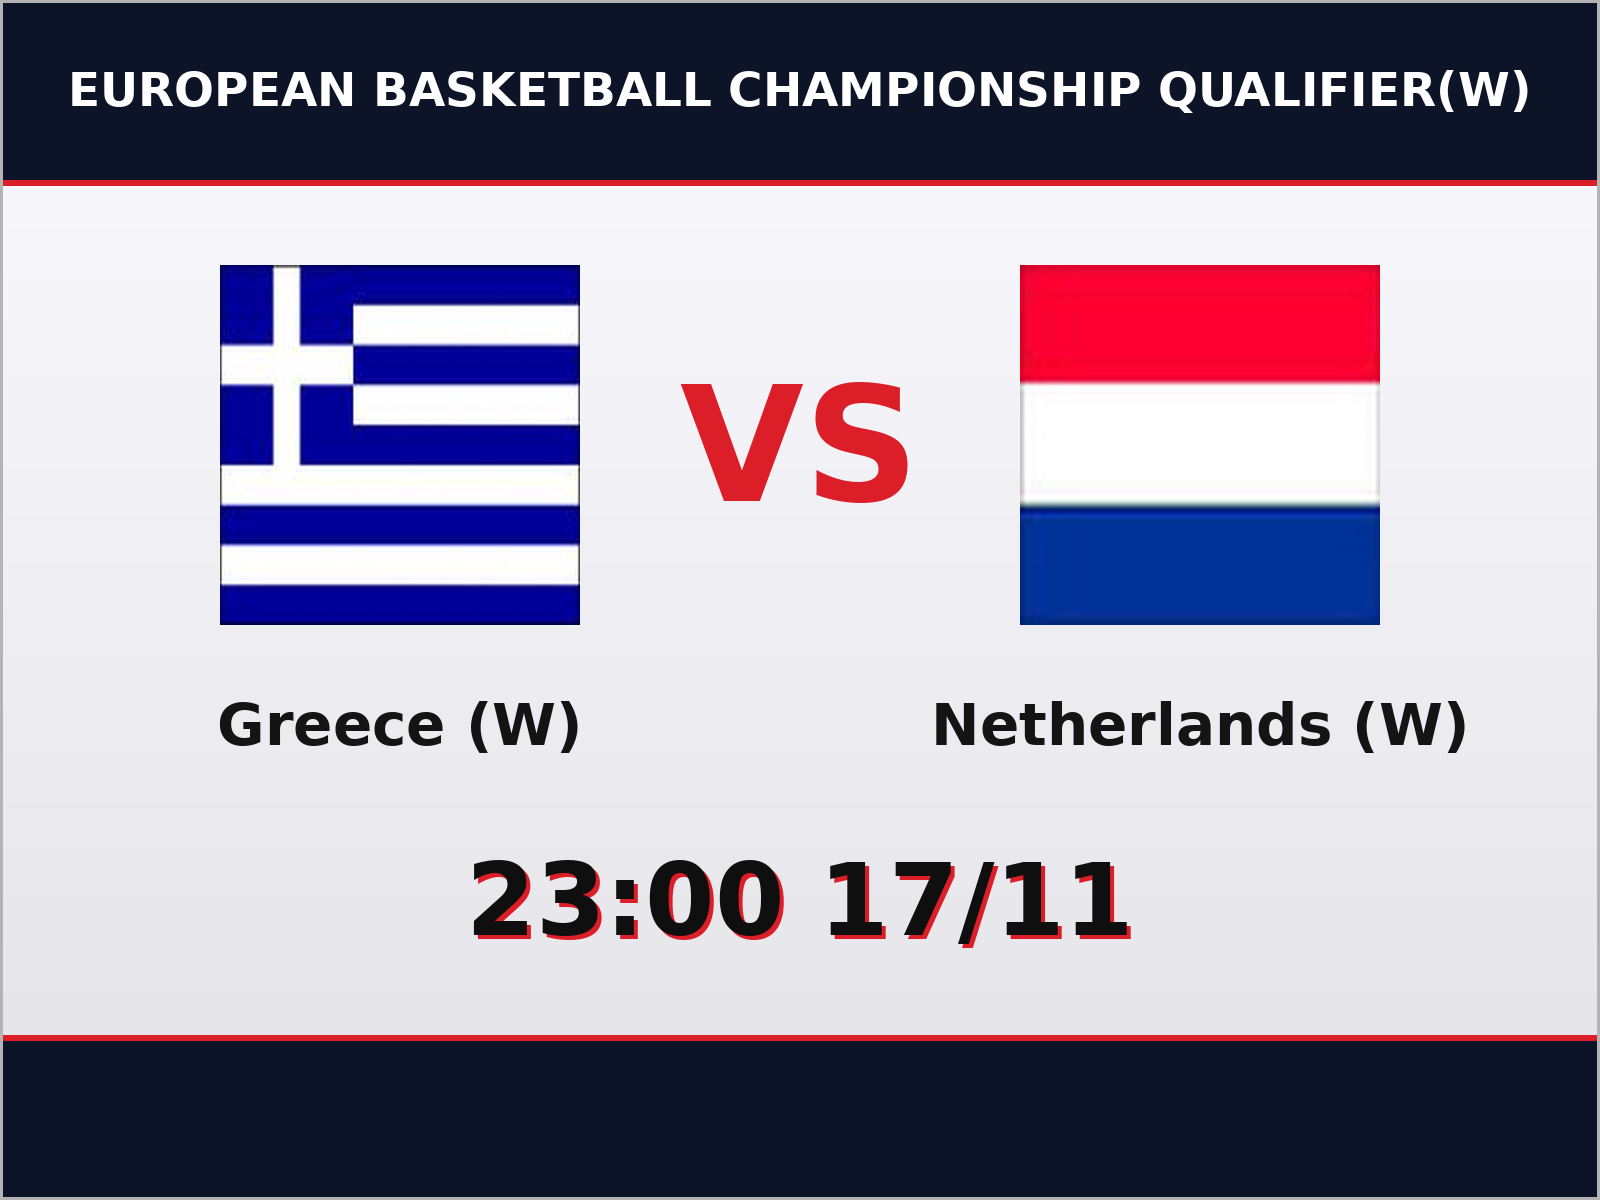 EUROPEAN BASKETBALL CHAMPIONSHIP QUALIFIER(W)
VS
Greece (W)
Netherlands (W)
23:00 17/11